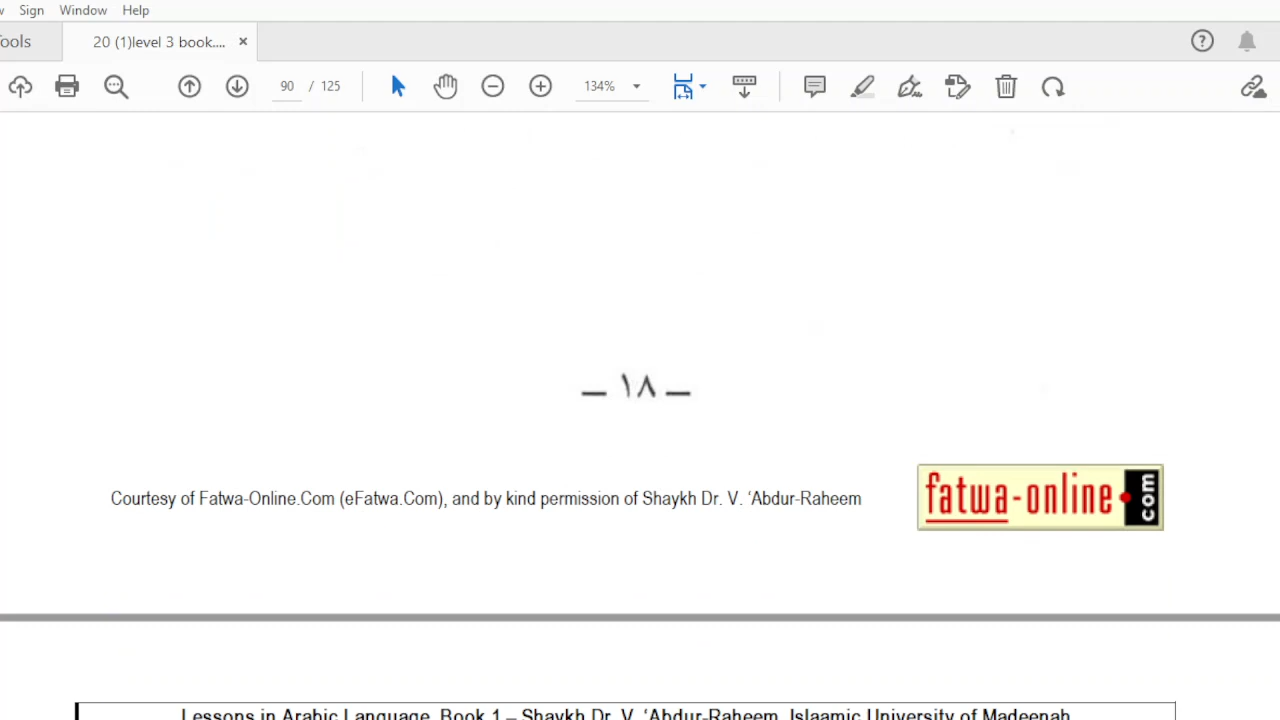 Sign Window Help
20 (1)level 3 book.... ×
90 / 125 134%
– ١٨ –
Courtesy of Fatwa-Online.Com (eFatwa.Com), and by kind permission of Shaykh Dr. V. ‘Abdur-Raheem
fatwa-online.com
Lessons in Arabic Language, Book 1 – Shaykh Dr. V. ‘Abdur-Raheem, Islaamic University of Madeenah